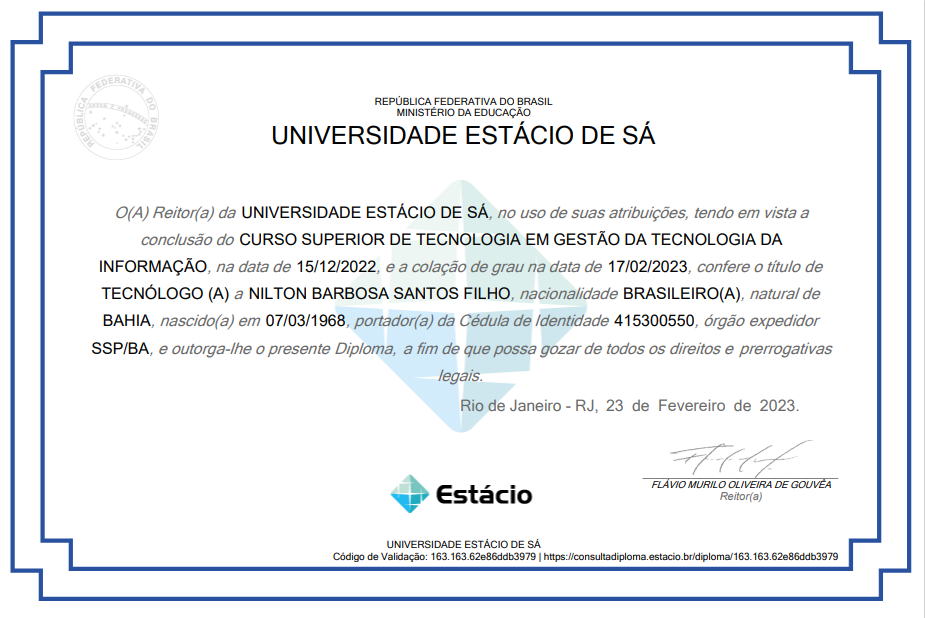 REPÚBLICA FEDERATIVA DO BRASIL
REPÚBLICA FEDERATIVA DO BRASIL
MINISTÉRIO DA EDUCAÇÃO
UNIVERSIDADE ESTÁCIO DE SÁ
O(A) Reitor(a) da UNIVERSIDADE ESTÁCIO DE SÁ, no uso de suas atribuições, tendo em vista a
conclusão do CURSO SUPERIOR DE TECNOLOGIA EM GESTÃO DA TECNOLOGIA DA
INFORMAÇÃO, na data de 15/12/2022, e a colação de grau na data de 17/02/2023, confere o título de
TECNÓLOGO (A) a NILTON BARBOSA SANTOS FILHO, nacionalidade BRASILEIRO(A), natural de
BAHIA, nascido(a) em 07/03/1968, portador(a) da Cédula de Identidade 415300550, órgão expedidor
SSP/BA, e outorga-lhe o presente Diploma, a fim de que possa gozar de todos os direitos e prerrogativas
legais.
Rio de Janeiro - RJ, 23 de Fevereiro de 2023.
FLÁVIO MURILO OLIVEIRA DE GOUVÊA
Reitor(a)
Estácio
UNIVERSIDADE ESTÁCIO DE SÁ
Código de Validação: 163.163.62e86ddb3979 | https://consultadiploma.estacio.br/diploma/163.163.62e86ddb3979